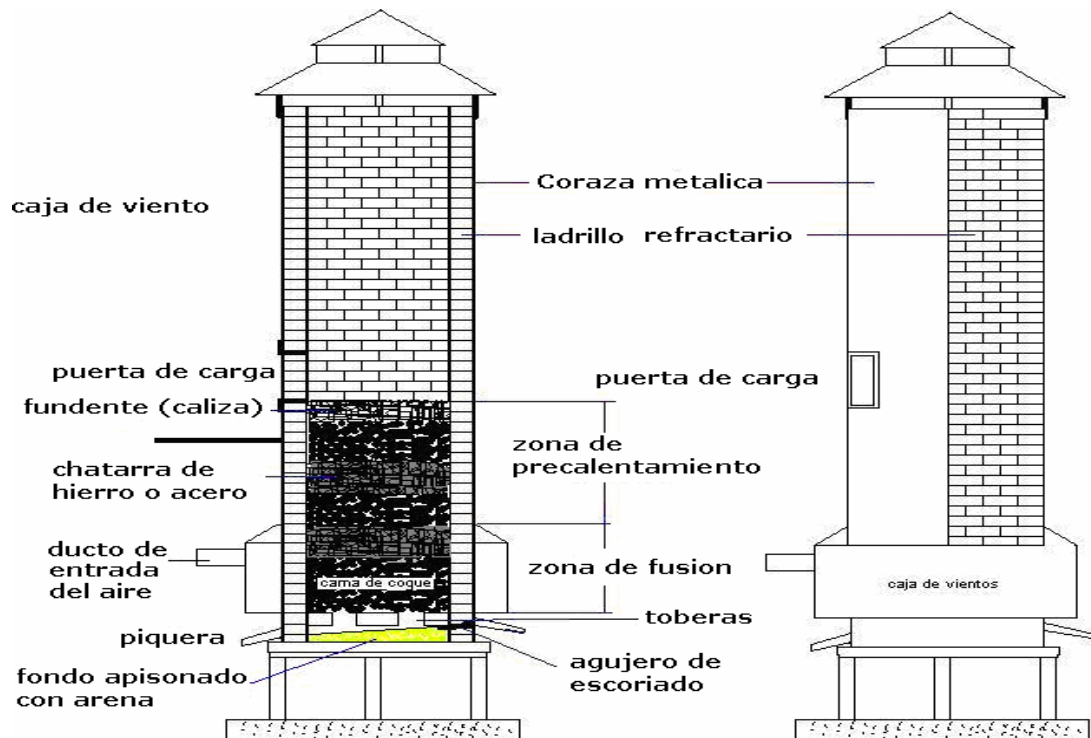 Coraza metalica
caja de viento
ladrillo refractario
puerta de carga
puerta de carga
fundente (caliza)
zona de
precalentamiento
chatarra de
hierro o acero
ducto de
entrada
del aire
zona de fusion
cama de coque
caja de vientos
toberas
piquera
agujero de
escoriado
fondo apisonado
con arena